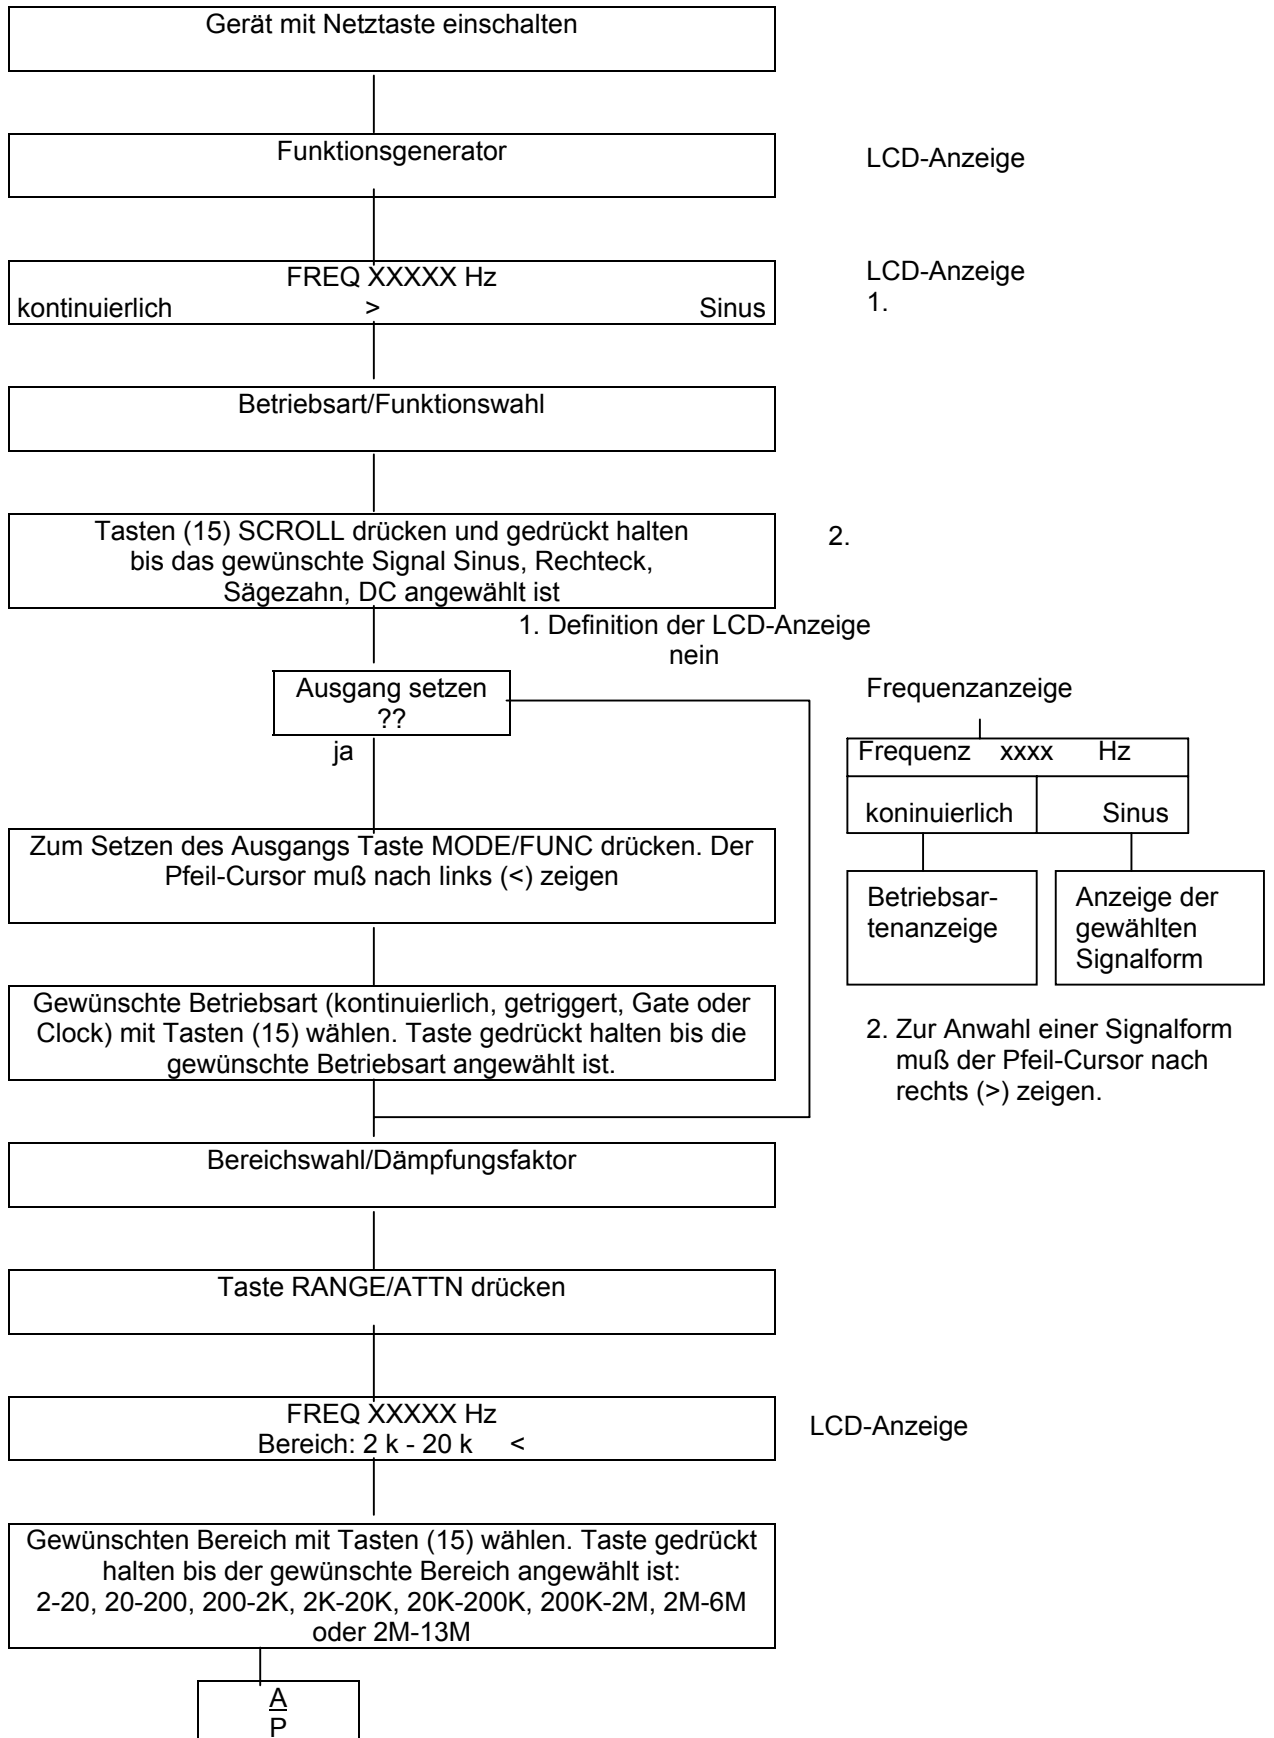 Gerät mit Netztaste einschalten
Funktionsgenerator
LCD-Anzeige
FREQ XXXXX Hz
kontinuierlich > Sinus
LCD-Anzeige
1.
Betriebsart/Funktionswahl
Tasten (15) SCROLL drücken und gedrückt halten
bis das gewünschte Signal Sinus, Rechteck,
Sägezahn, DC angewählt ist
2.
1. Definition der LCD-Anzeige
nein
Ausgang setzen
??
ja
Frequenzanzeige
Frequenz xxxx Hz
koninuierlich Sinus
Betriebsar-
tenanzeige
Anzeige der
gewählten
Signalform
Zum Setzen des Ausgangs Taste MODE/FUNC drücken. Der
Pfeil-Cursor muß nach links (<) zeigen
Gewünschte Betriebsart (kontinuierlich, getriggert, Gate oder
Clock) mit Tasten (15) wählen. Taste gedrückt halten bis die
gewünschte Betriebsart angewählt ist.
2. Zur Anwahl einer Signalform
muß der Pfeil-Cursor nach
rechts (>) zeigen.
Bereichswahl/Dämpfungsfaktor
Taste RANGE/ATTN drücken
FREQ XXXXX Hz
Bereich: 2 k - 20 k <
LCD-Anzeige
Gewünschten Bereich mit Tasten (15) wählen. Taste gedrückt
halten bis der gewünschte Bereich angewählt ist:
2-20, 20-200, 200-2K, 2K-20K, 20K-200K, 200K-2M, 2M-6M
oder 2M-13M
A
P